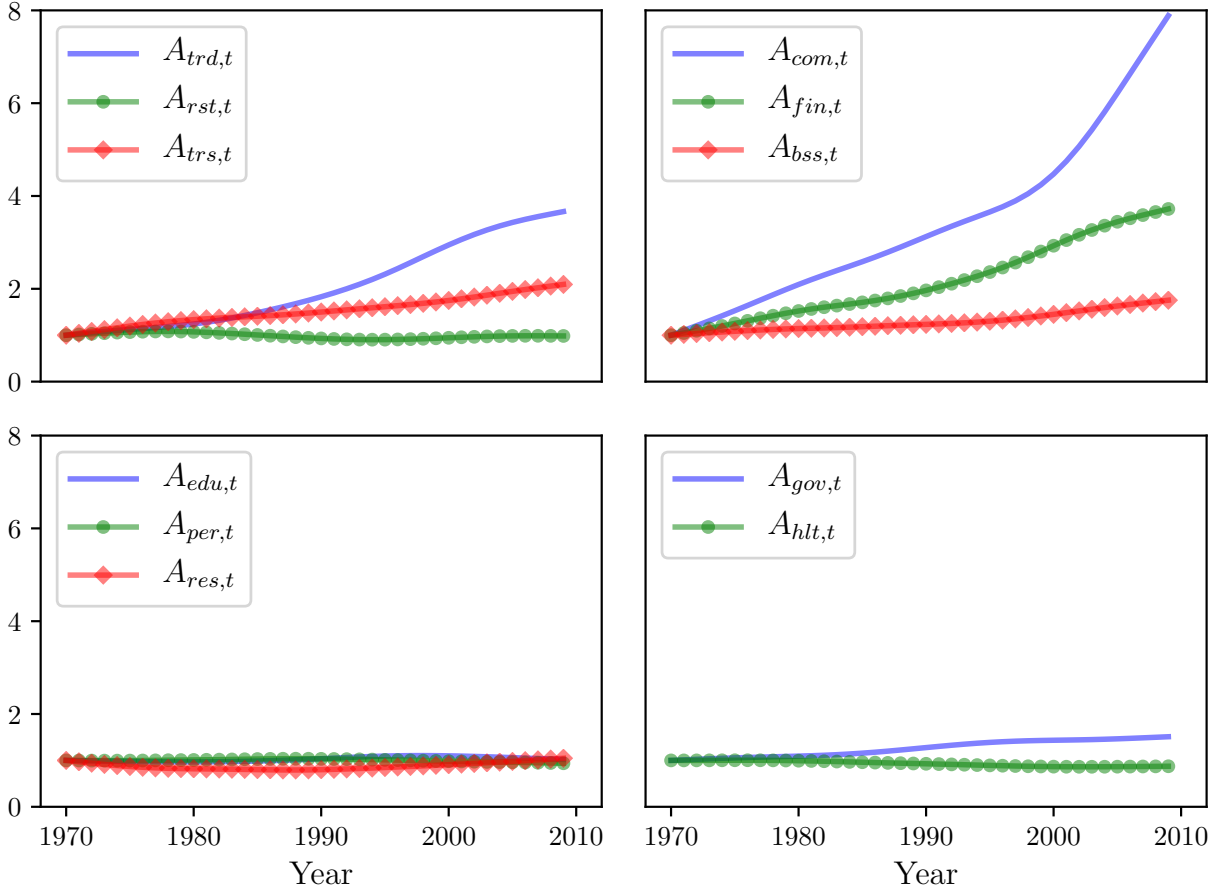 8
6
4
2
0
A_{trd,t}
A_{rst,t}
A_{trs,t}
A_{com,t}
A_{fin,t}
A_{bss,t}
8
6
4
2
0
A_{edu,t}
A_{per,t}
A_{res,t}
1970 1980 1990 2000 2010
Year
A_{gov,t}
A_{hlt,t}
1970 1980 1990 2000 2010
Year